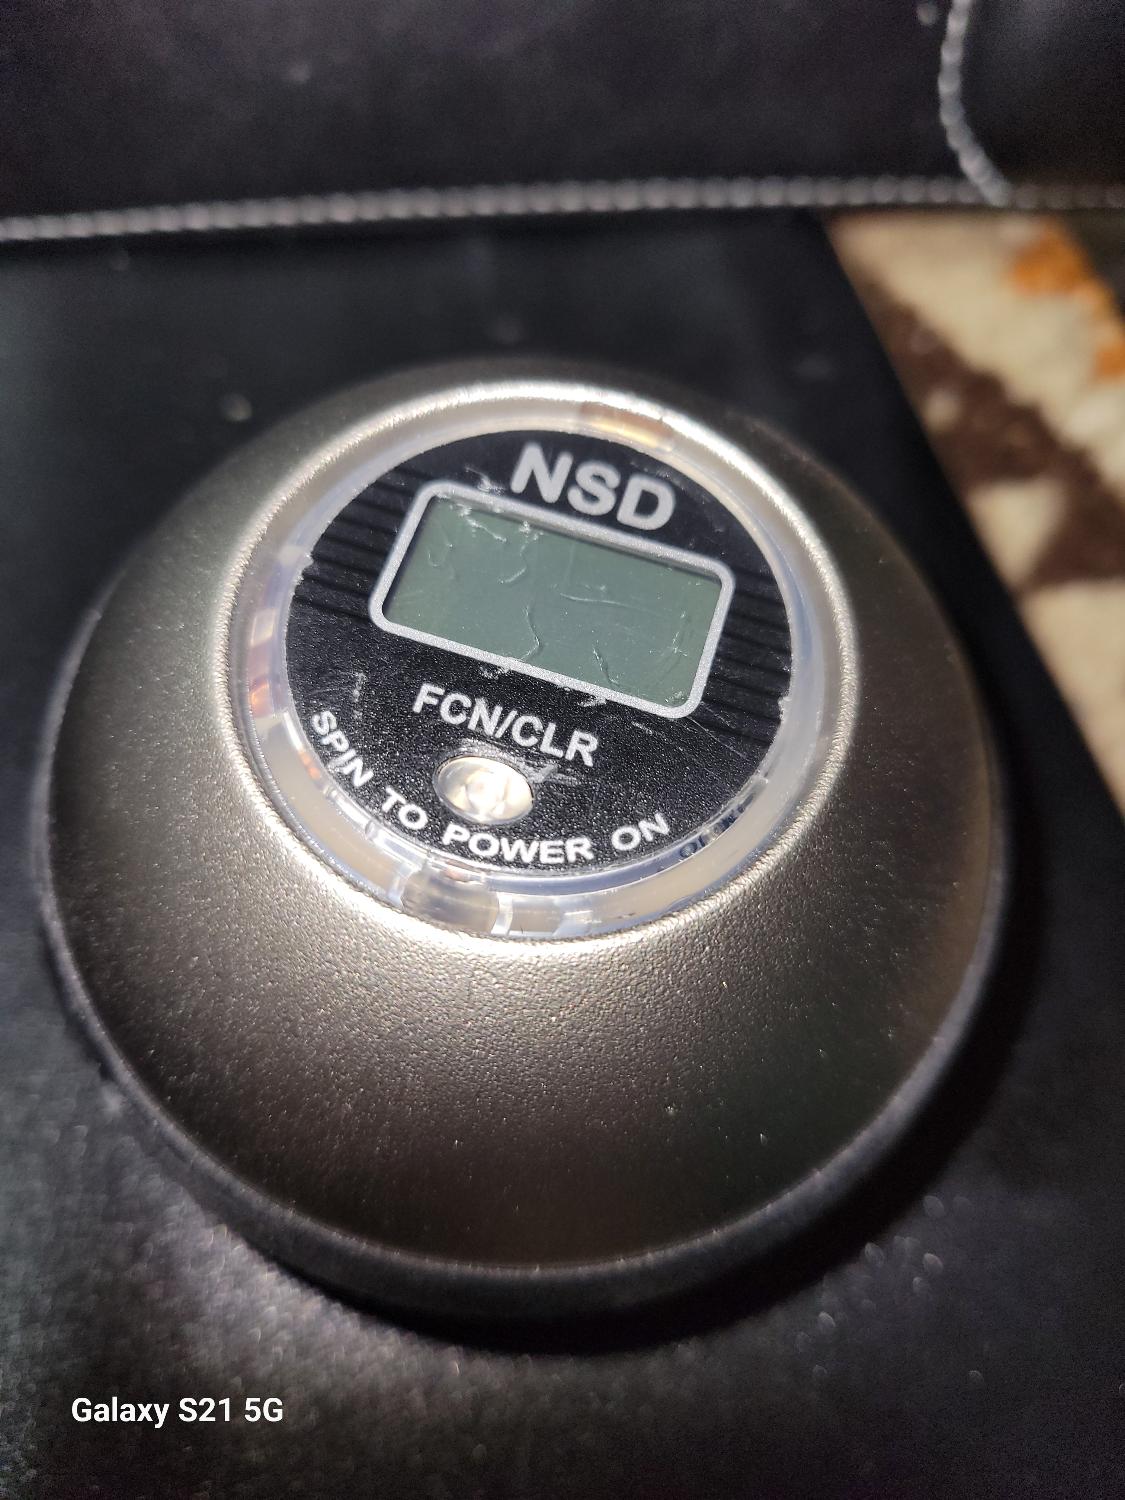 NSD
FCN/CLR
SPIN TO POWER ON
Galaxy S21 5G